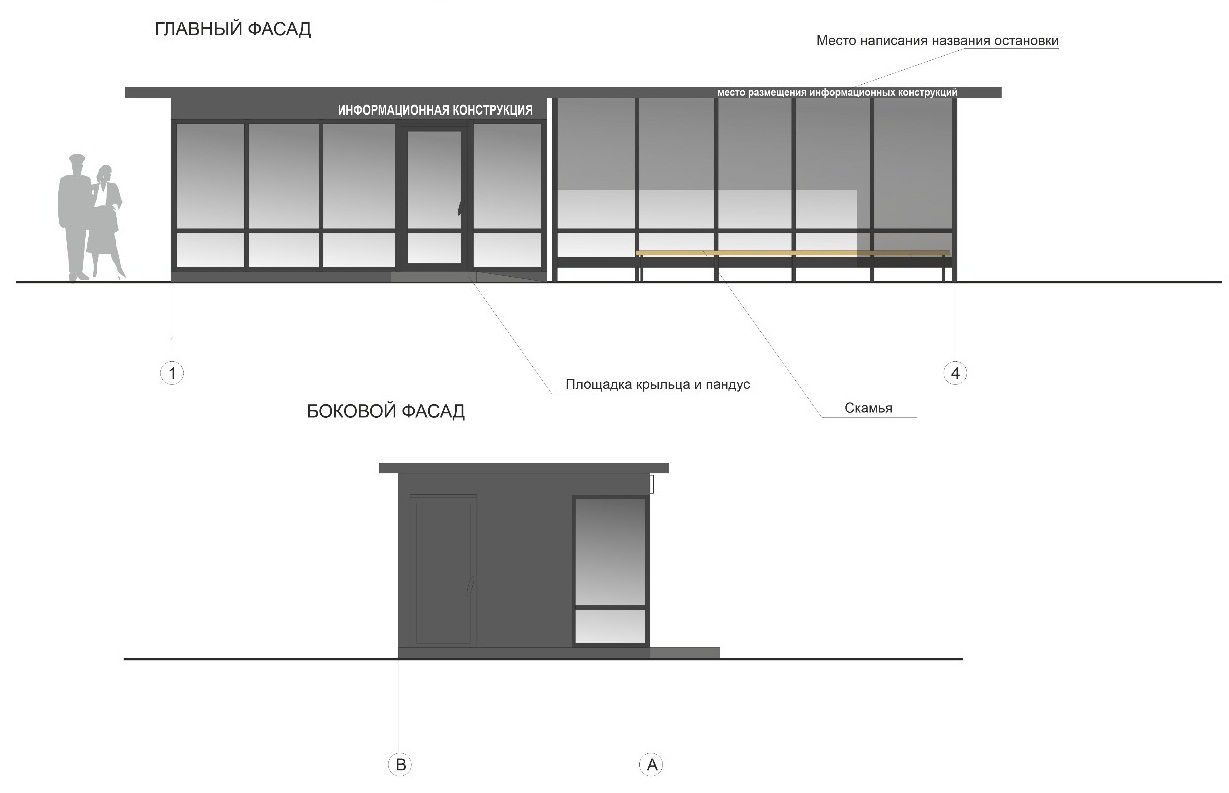 ГЛАВНЫЙ ФАСАД
Место написания названия остановки
место размещения информационных конструкций
ИНФОРМАЦИОННАЯ КОНСТРУКЦИЯ
1
4
Площадка крыльца и пандус
Скамья
БОКОВОЙ ФАСАД
В
А